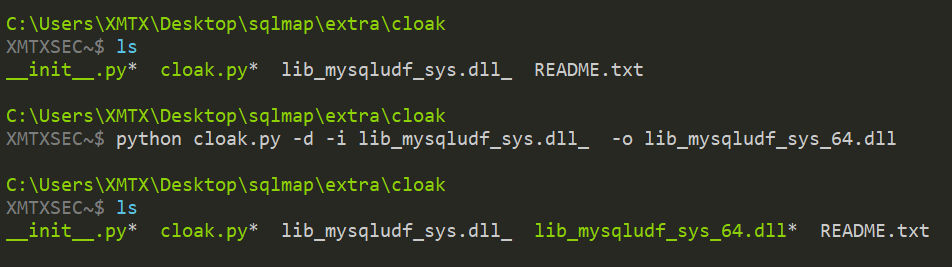 C:\Users\XMTX\Desktop\sqlmap\extra\cloak
XMTXSEC~$ ls
__init__.py*  cloak.py*  lib_mysqludf_sys.dll_  README.txt
C:\Users\XMTX\Desktop\sqlmap\extra\cloak
XMTXSEC~$ python cloak.py -d -i lib_mysqludf_sys.dll_  -o lib_mysqludf_sys_64.dll
C:\Users\XMTX\Desktop\sqlmap\extra\cloak
XMTXSEC~$ ls
__init__.py*  cloak.py*  lib_mysqludf_sys.dll_  lib_mysqludf_sys_64.dll*  README.txt